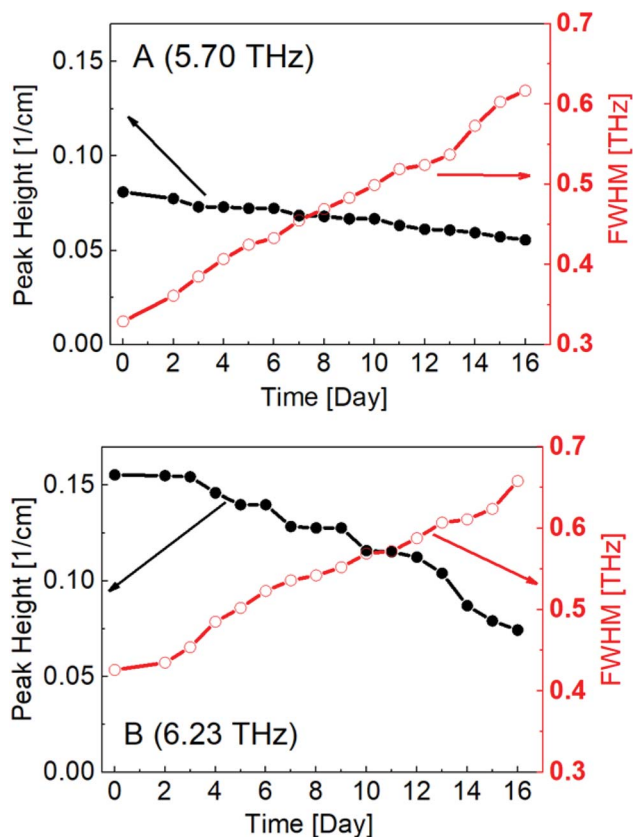 A (5.70 THz)
Peak Height [1/cm]
0.15
0.10
0.05
0.00
0.7
0.6
0.5
0.4
0.3
FWHM [THz]
0 2 4 6 8 10 12 14 16
Time [Day]
B (6.23 THz)
Peak Height [1/cm]
0.15
0.10
0.05
0.00
0.7
0.6
0.5
0.4
0.3
FWHM [THz]
0 2 4 6 8 10 12 14 16
Time [Day]